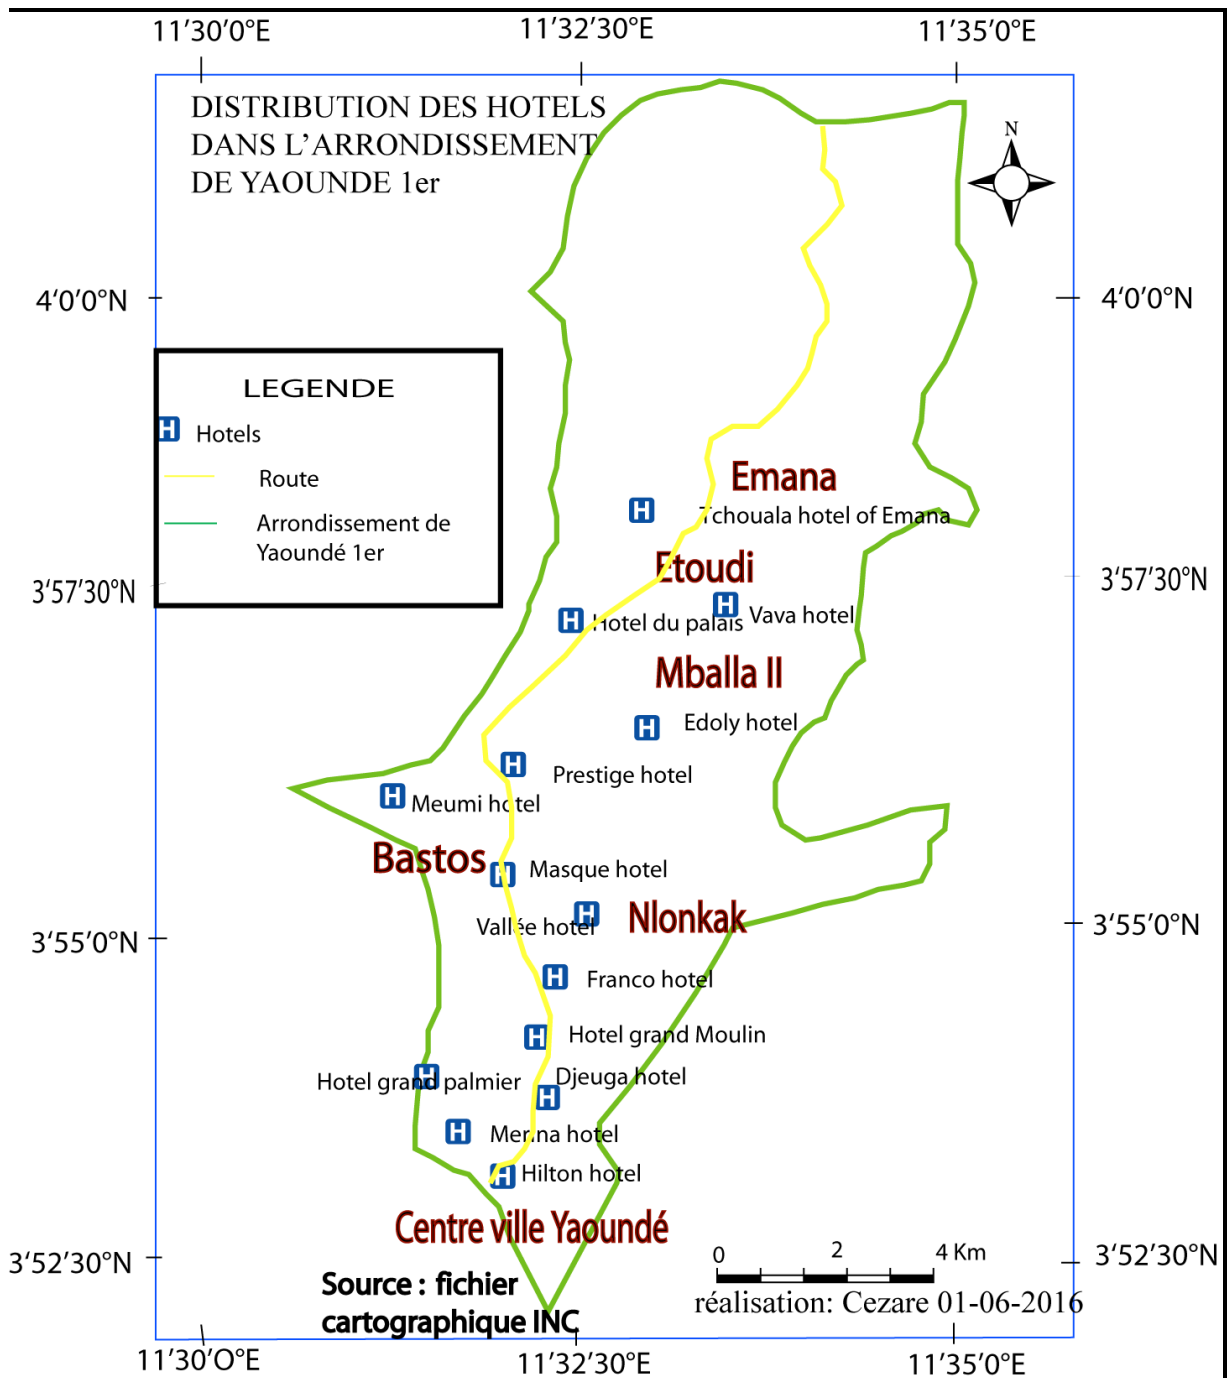 11'30'0°E
11'32'30°E
11'35'0°E
DISTRIBUTION DES HOTELS
DANS L'ARRONDISSEMENT
DE YAOUNDE 1er
N
4'0'0°N
4'0'0°N
LEGENDE
H Hotels
Route
Arrondissement de
Yaoundé 1er
Emana
H Tchouala hotel of Emana
Etoudi
3'57'30°N
3'57'30°N
H Vava hotel
H Hotel du palais
Mballa II
H Edoly hotel
H Prestige hotel
H Meumi hotel
Bastos
H Masque hotel
H Vallée hotel
Nlonkak
3'55'0°N
3'55'0°N
H Franco hotel
H Hotel grand Moulin
H Hotel grand palmier
H Djeuga hotel
H Merina hotel
H Hilton hotel
Centre ville Yaoundé
3'52'30°N
3'52'30°N
0 2 4 Km
Source : fichier
cartographique INC
réalisation: Cezare 01-06-2016
11'30'O°E
11'32'30°E
11'35'0°E